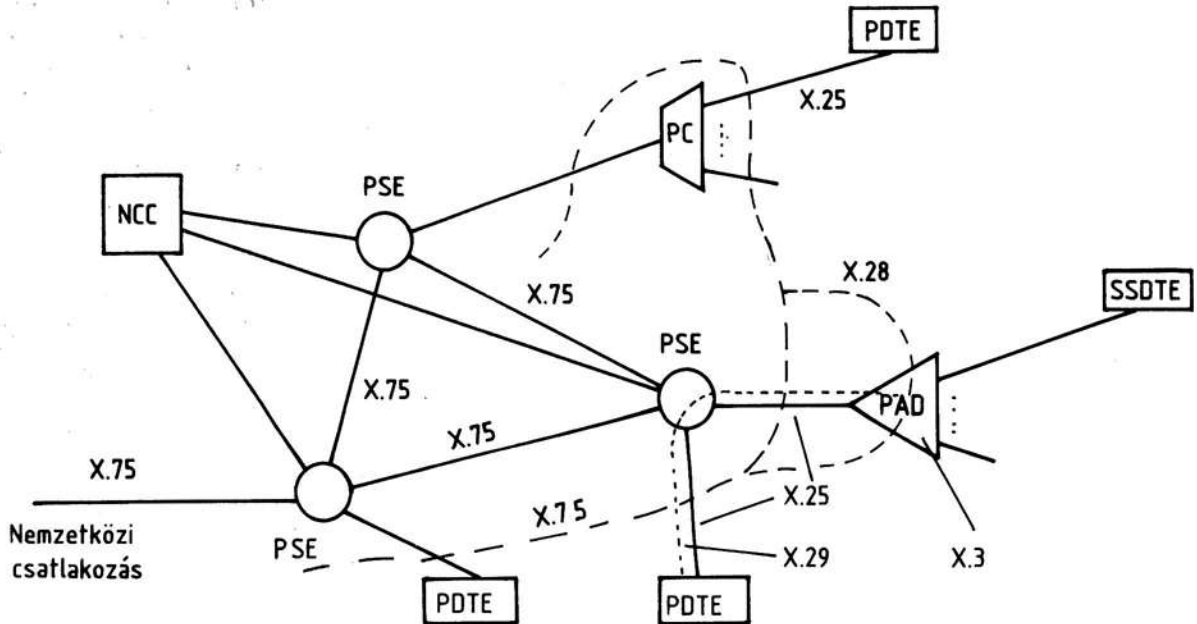 PDTE
X.25
PC
PSE
NCC
X.28
X.75
SSDTE
PSE
X.75
PAD
X.75
X.75
X.25
X.75
Nemzetközi
csatlakozás
PSE
X.29
X.3
PDTE
PDTE